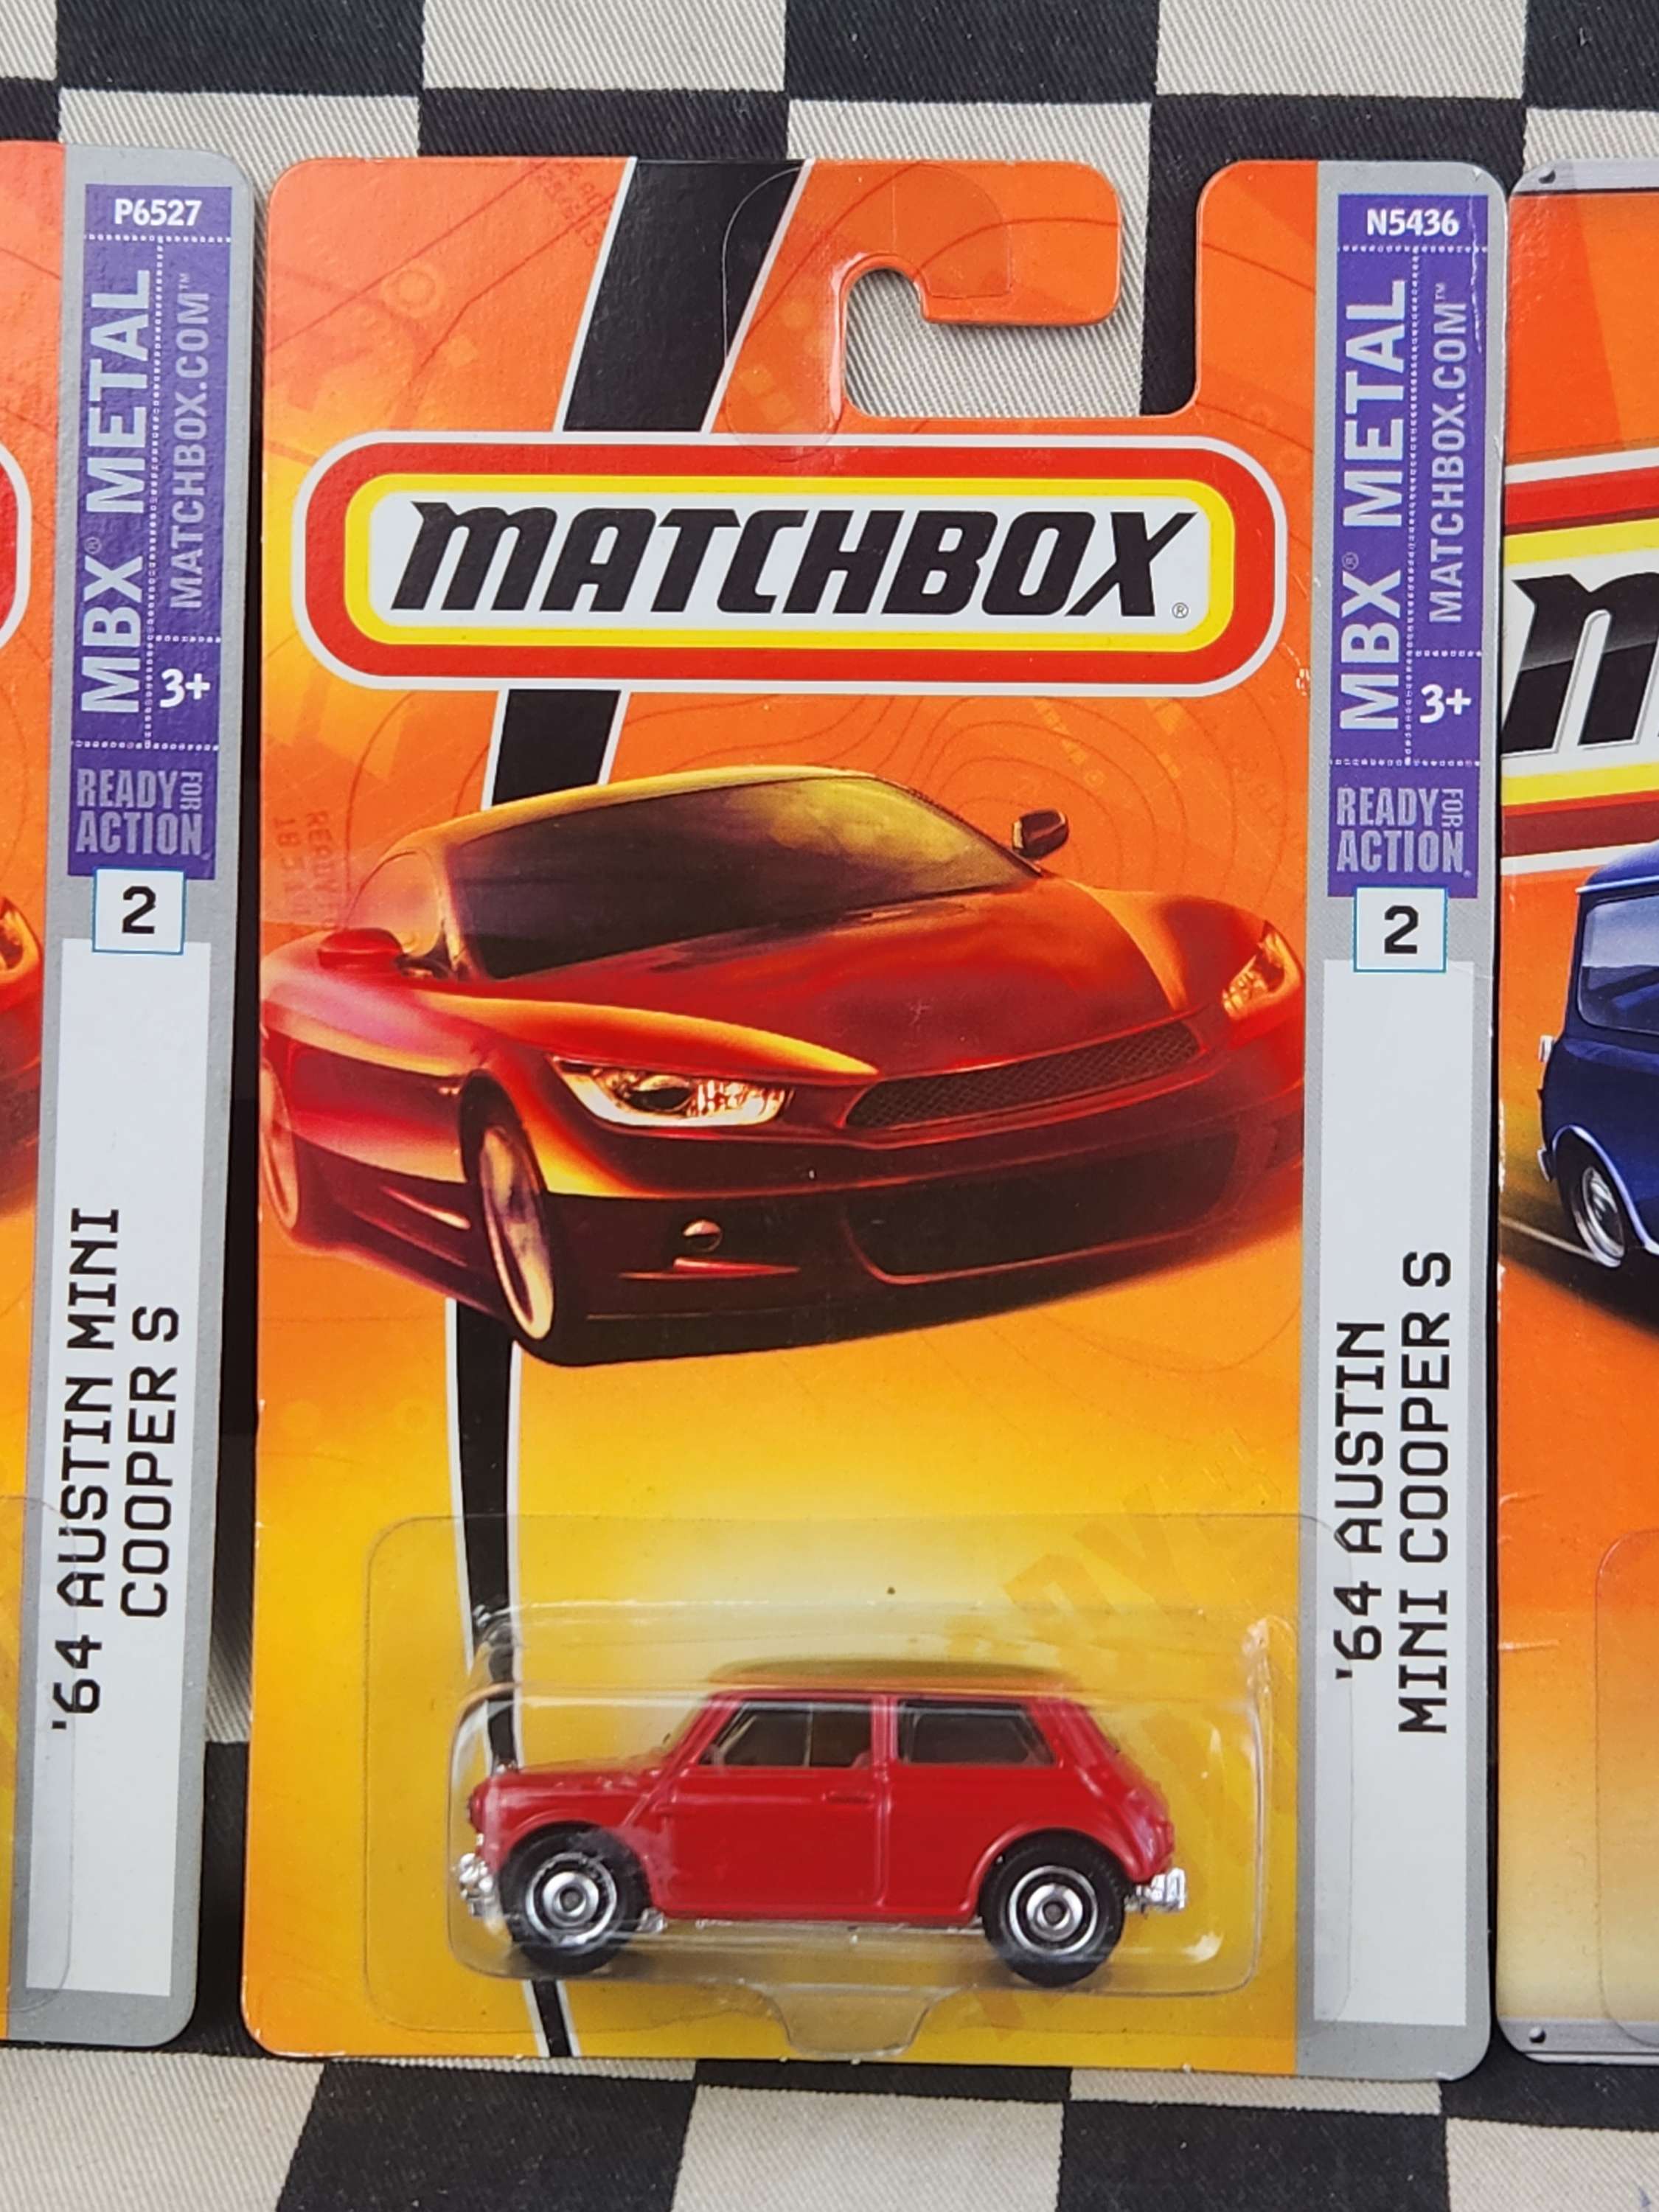 P6527
MBX® METAL
MATCHBOX.COM™
3+
READY FOR
ACTION
2
'64 AUSTIN MINI
COOPER S
MATCHBOX®
N5436
MBX® METAL
MATCHBOX.COM™
3+
READY FOR
ACTION
2
'64 AUSTIN
MINI COOPER S